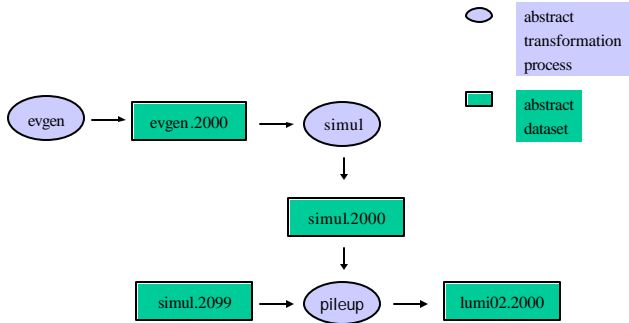 abstract
transformation
process
abstract
dataset
evgen
evgen.2000
simul
simul.2000
simul.2099
pileup
lumi02.2000